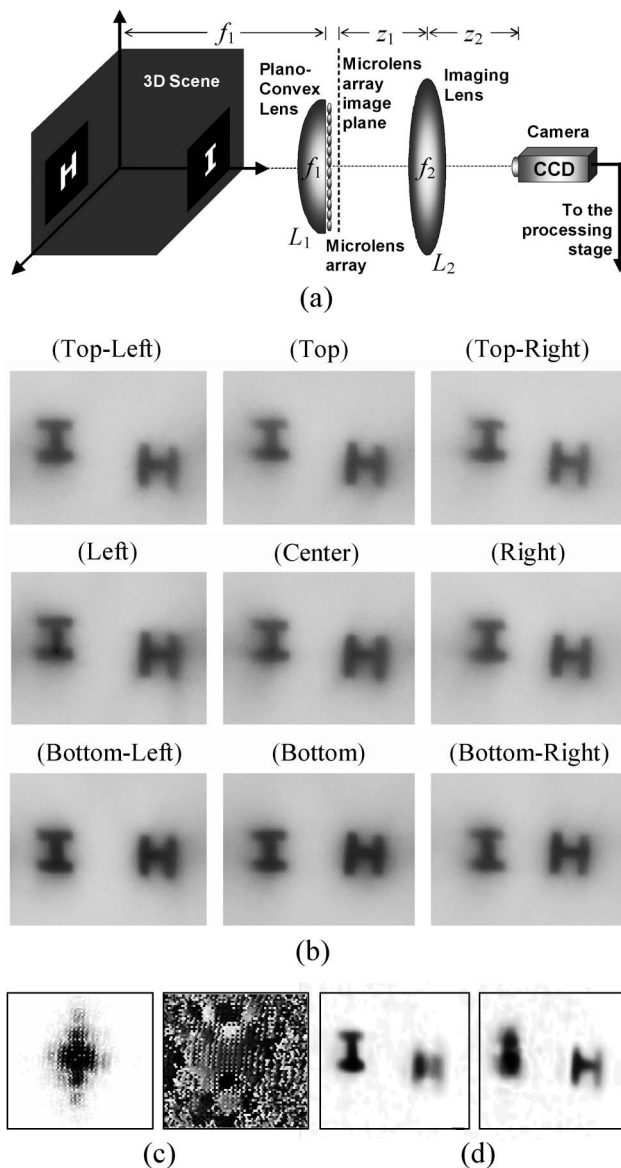 f₁ z₁ z₂
3D Scene
Plano-
Convex
Lens
Microlens
array
image
plane
Imaging
Lens
Camera
H I
f₁ f₂ CCD
To the
processing
stage
L₁ Microlens
array
L₂
(a)
(Top-Left) (Top) (Top-Right)
I H I H I H
(Left) (Center) (Right)
I H I H I H
(Bottom-Left) (Bottom) (Bottom-Right)
I H I H I H
(b)
I H I H
(c) (d)